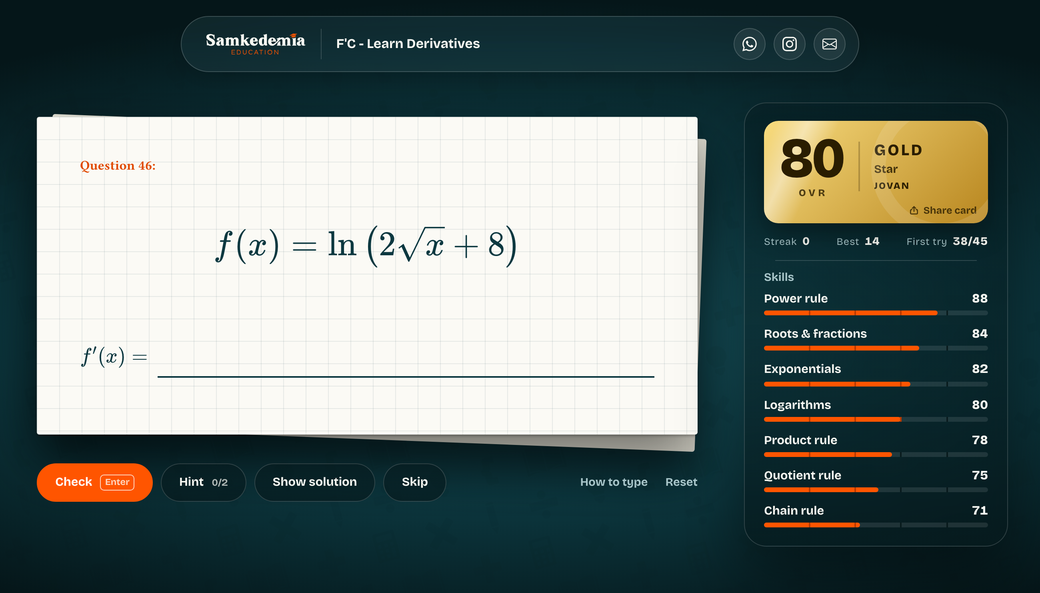 Samkedemia
EDUCATION
F'C - Learn Derivatives
Question 46:
f(x) = ln (2√x + 8)
f′(x) =
Check Enter
Hint 0/2
Show solution
Skip
How to type
Reset
80
OVR
GOLD
Star
JOVAN
Share card
Streak 0
Best 14
First try 38/45
Skills
Power rule 88
Roots & fractions 84
Exponentials 82
Logarithms 80
Product rule 78
Quotient rule 75
Chain rule 71